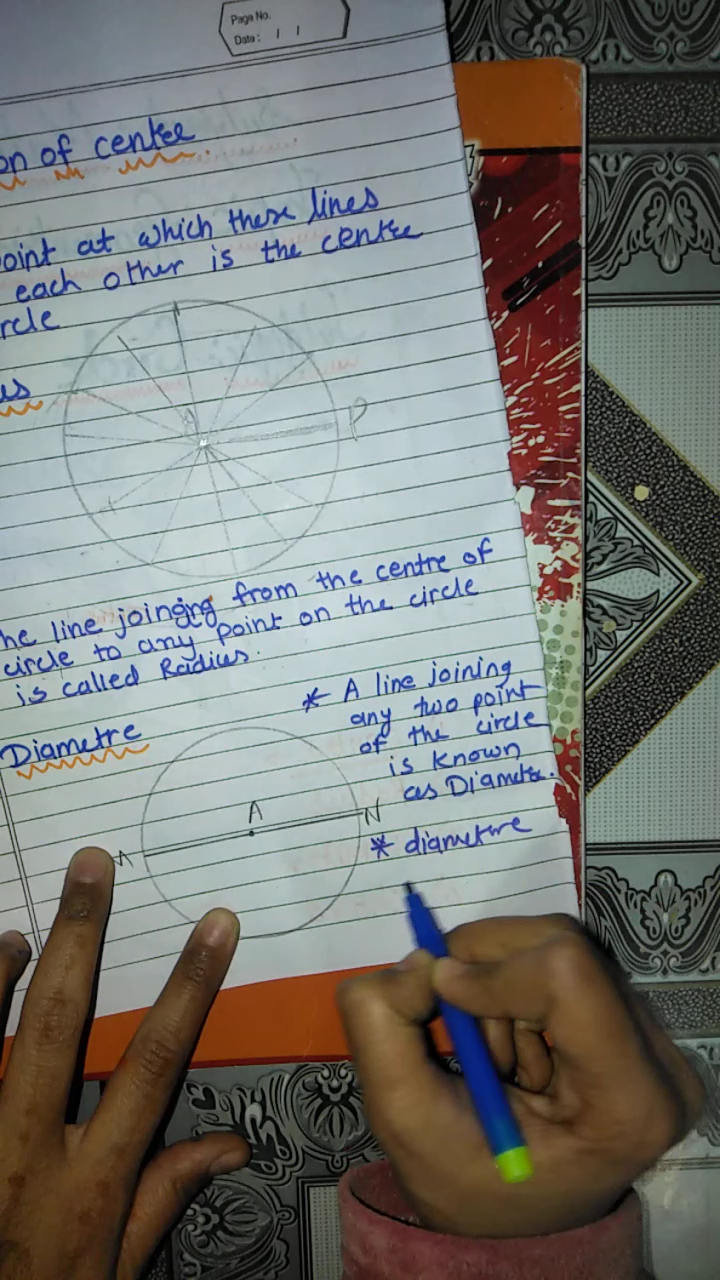 Page No.
Date: / /
on of centre
oint at which these lines
each other is the centre
rcle
us
A
P
he line joining from the centre of
circle to any point on the circle
is called Radius.
Diametre
* A line joining
any two point
of the circle
is known
as Diametre.
A
M
N
* diametre